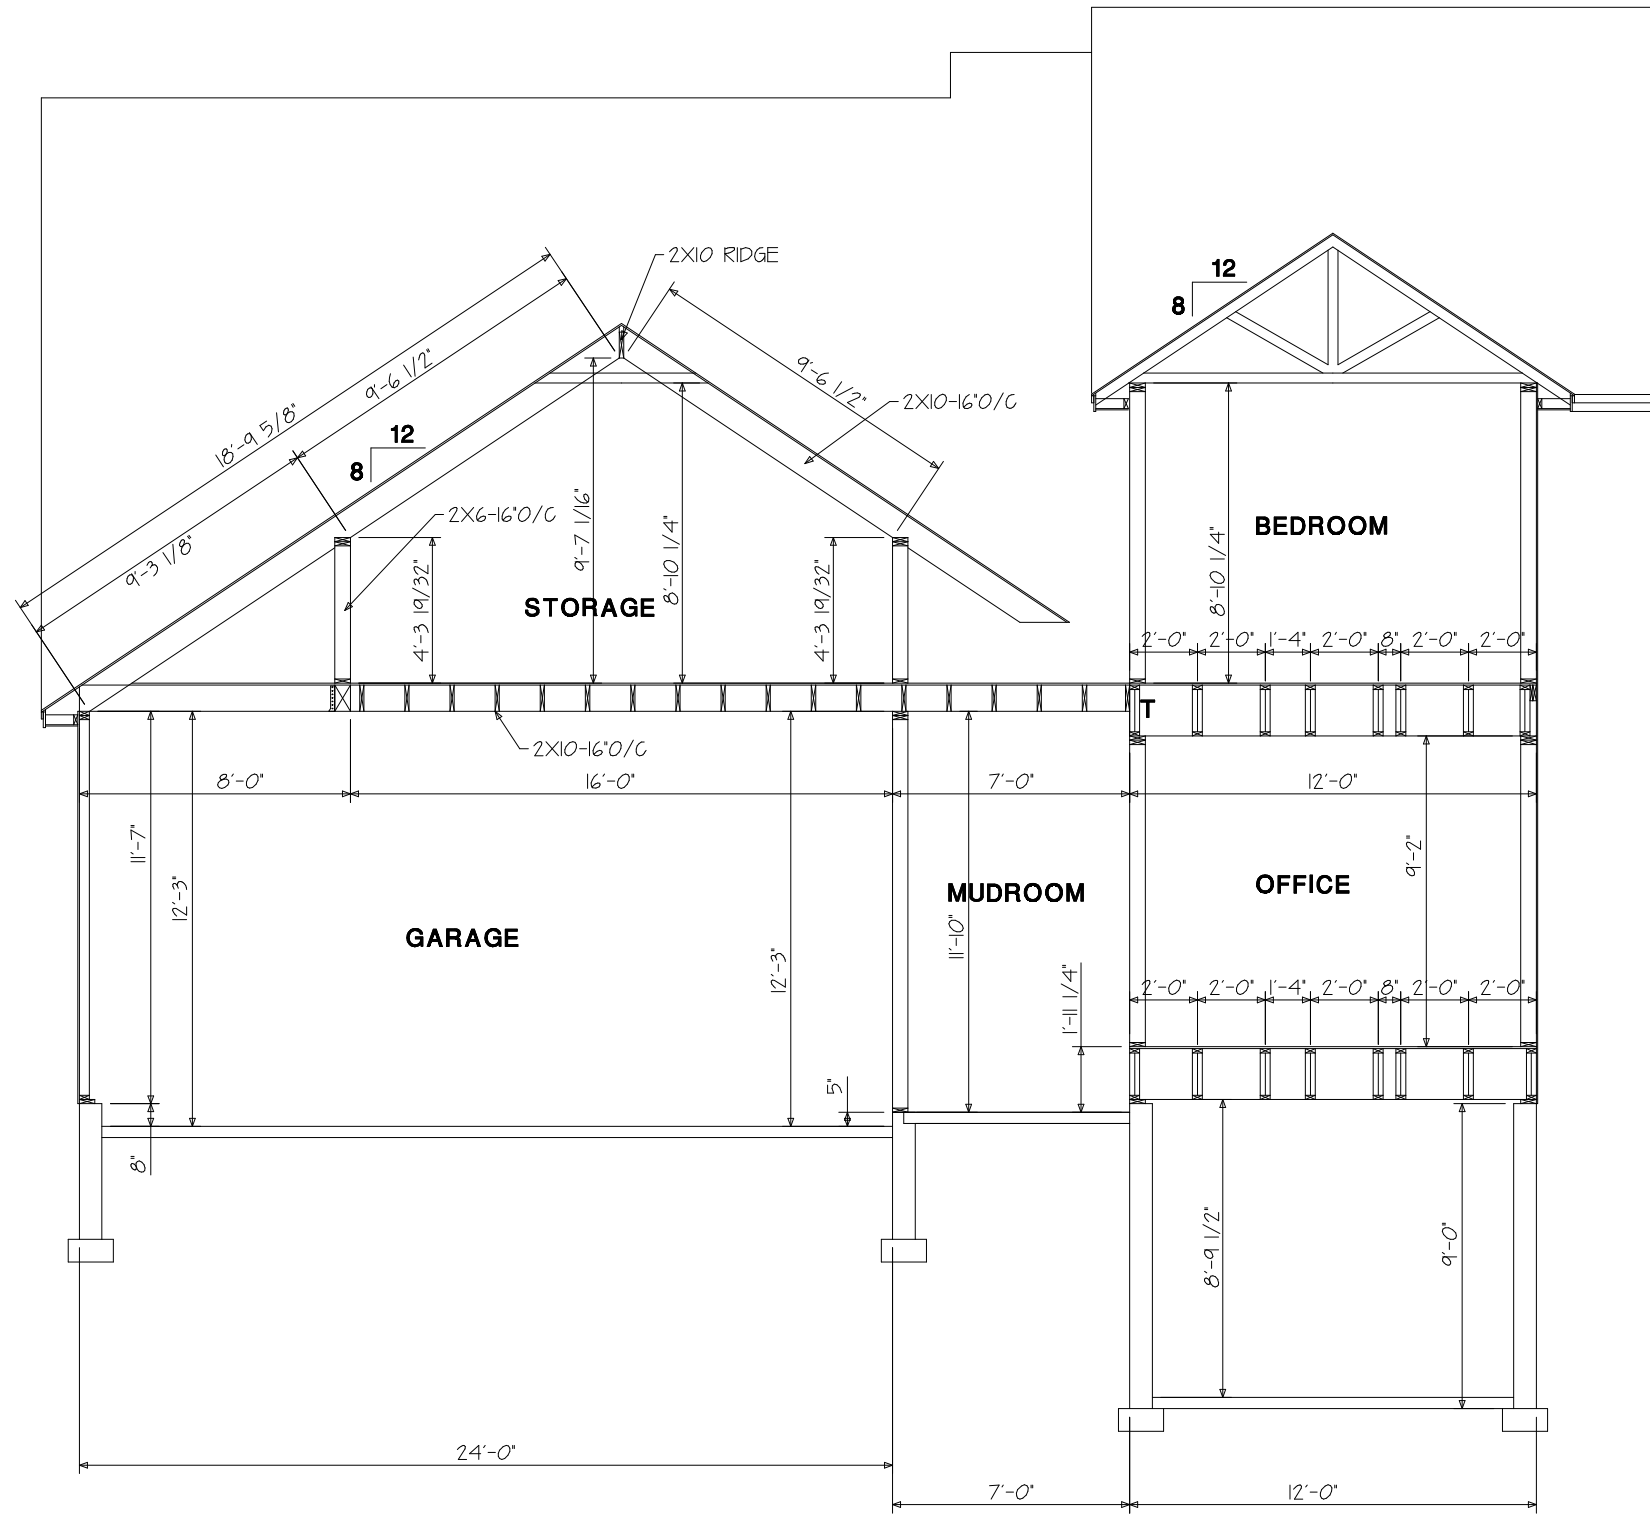 2X10 RIDGE
12
8
18'-9 5/8"
9'-6 1/2"
9'-6 1/2"
2X10-16"O/C
12
8
9'-3 1/8"
2X6-16"O/C
9'-7 1/16"
8'-10 1/4"
4'-3 19/32"
4'-3 19/32"
STORAGE
BEDROOM
8'-10 1/4"
2'-0" 2'-0" 1'-4" 2'-0" 8" 2'-0" 2'-0"
T
2X10-16"O/C
8'-0" 16'-0" 7'-0" 12'-0"
11'-7"
12'-3"
9'-2"
MUDROOM
OFFICE
GARAGE
11'-10"
12'-3"
1'-11 1/4"
2'-0" 2'-0" 1'-4" 2'-0" 8" 2'-0" 2'-0"
5"
8"
8'-9 1/2"
9'-0"
24'-0"
7'-0" 12'-0"